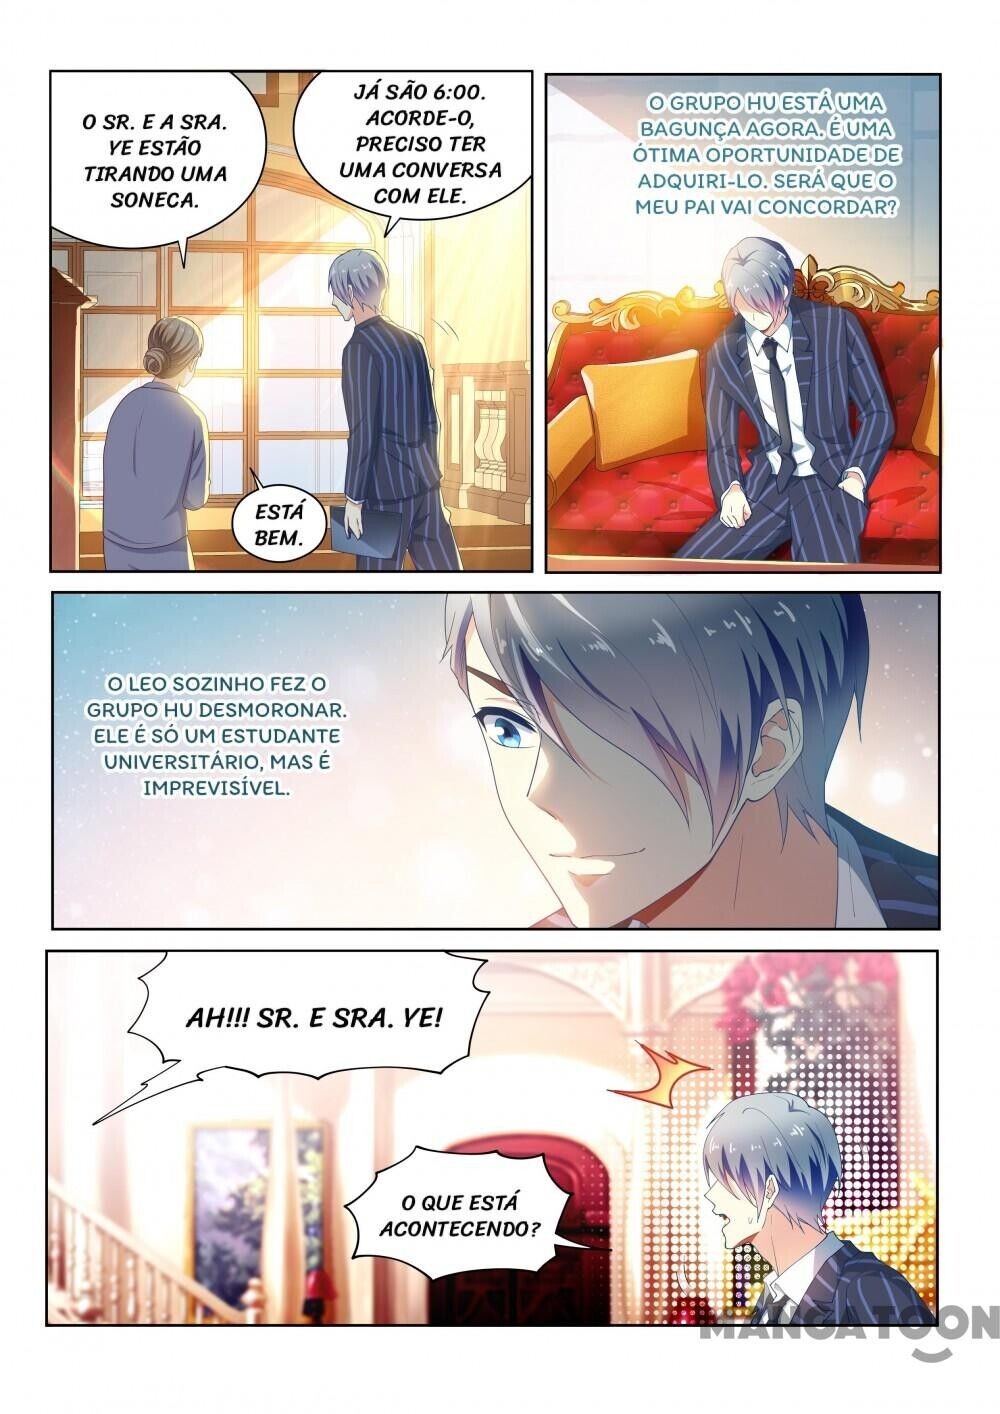 O SR. E A SRA.
YE ESTÃO
TIRANDO UMA
SONECA.
JÁ SÃO 6:00.
ACORDE-O,
PRECISO TER
UMA CONVERSA
COM ELE.
ESTÁ
BEM.
O GRUPO HU ESTÁ UMA
BAGUNÇA AGORA. É UMA
ÓTIMA OPORTUNIDADE DE
ADQUIRI-LO. SERÁ QUE O
MEU PAI VAI CONCORDAR?
O LEO SOZINHO FEZ O
GRUPO HU DESMORONAR.
ELE É SÓ UM ESTUDANTE
UNIVERSITÁRIO, MAS É
IMPREVISÍVEL.
AH!!! SR. E SRA. YE!
O QUE ESTÁ
ACONTECENDO?
MANGATOON